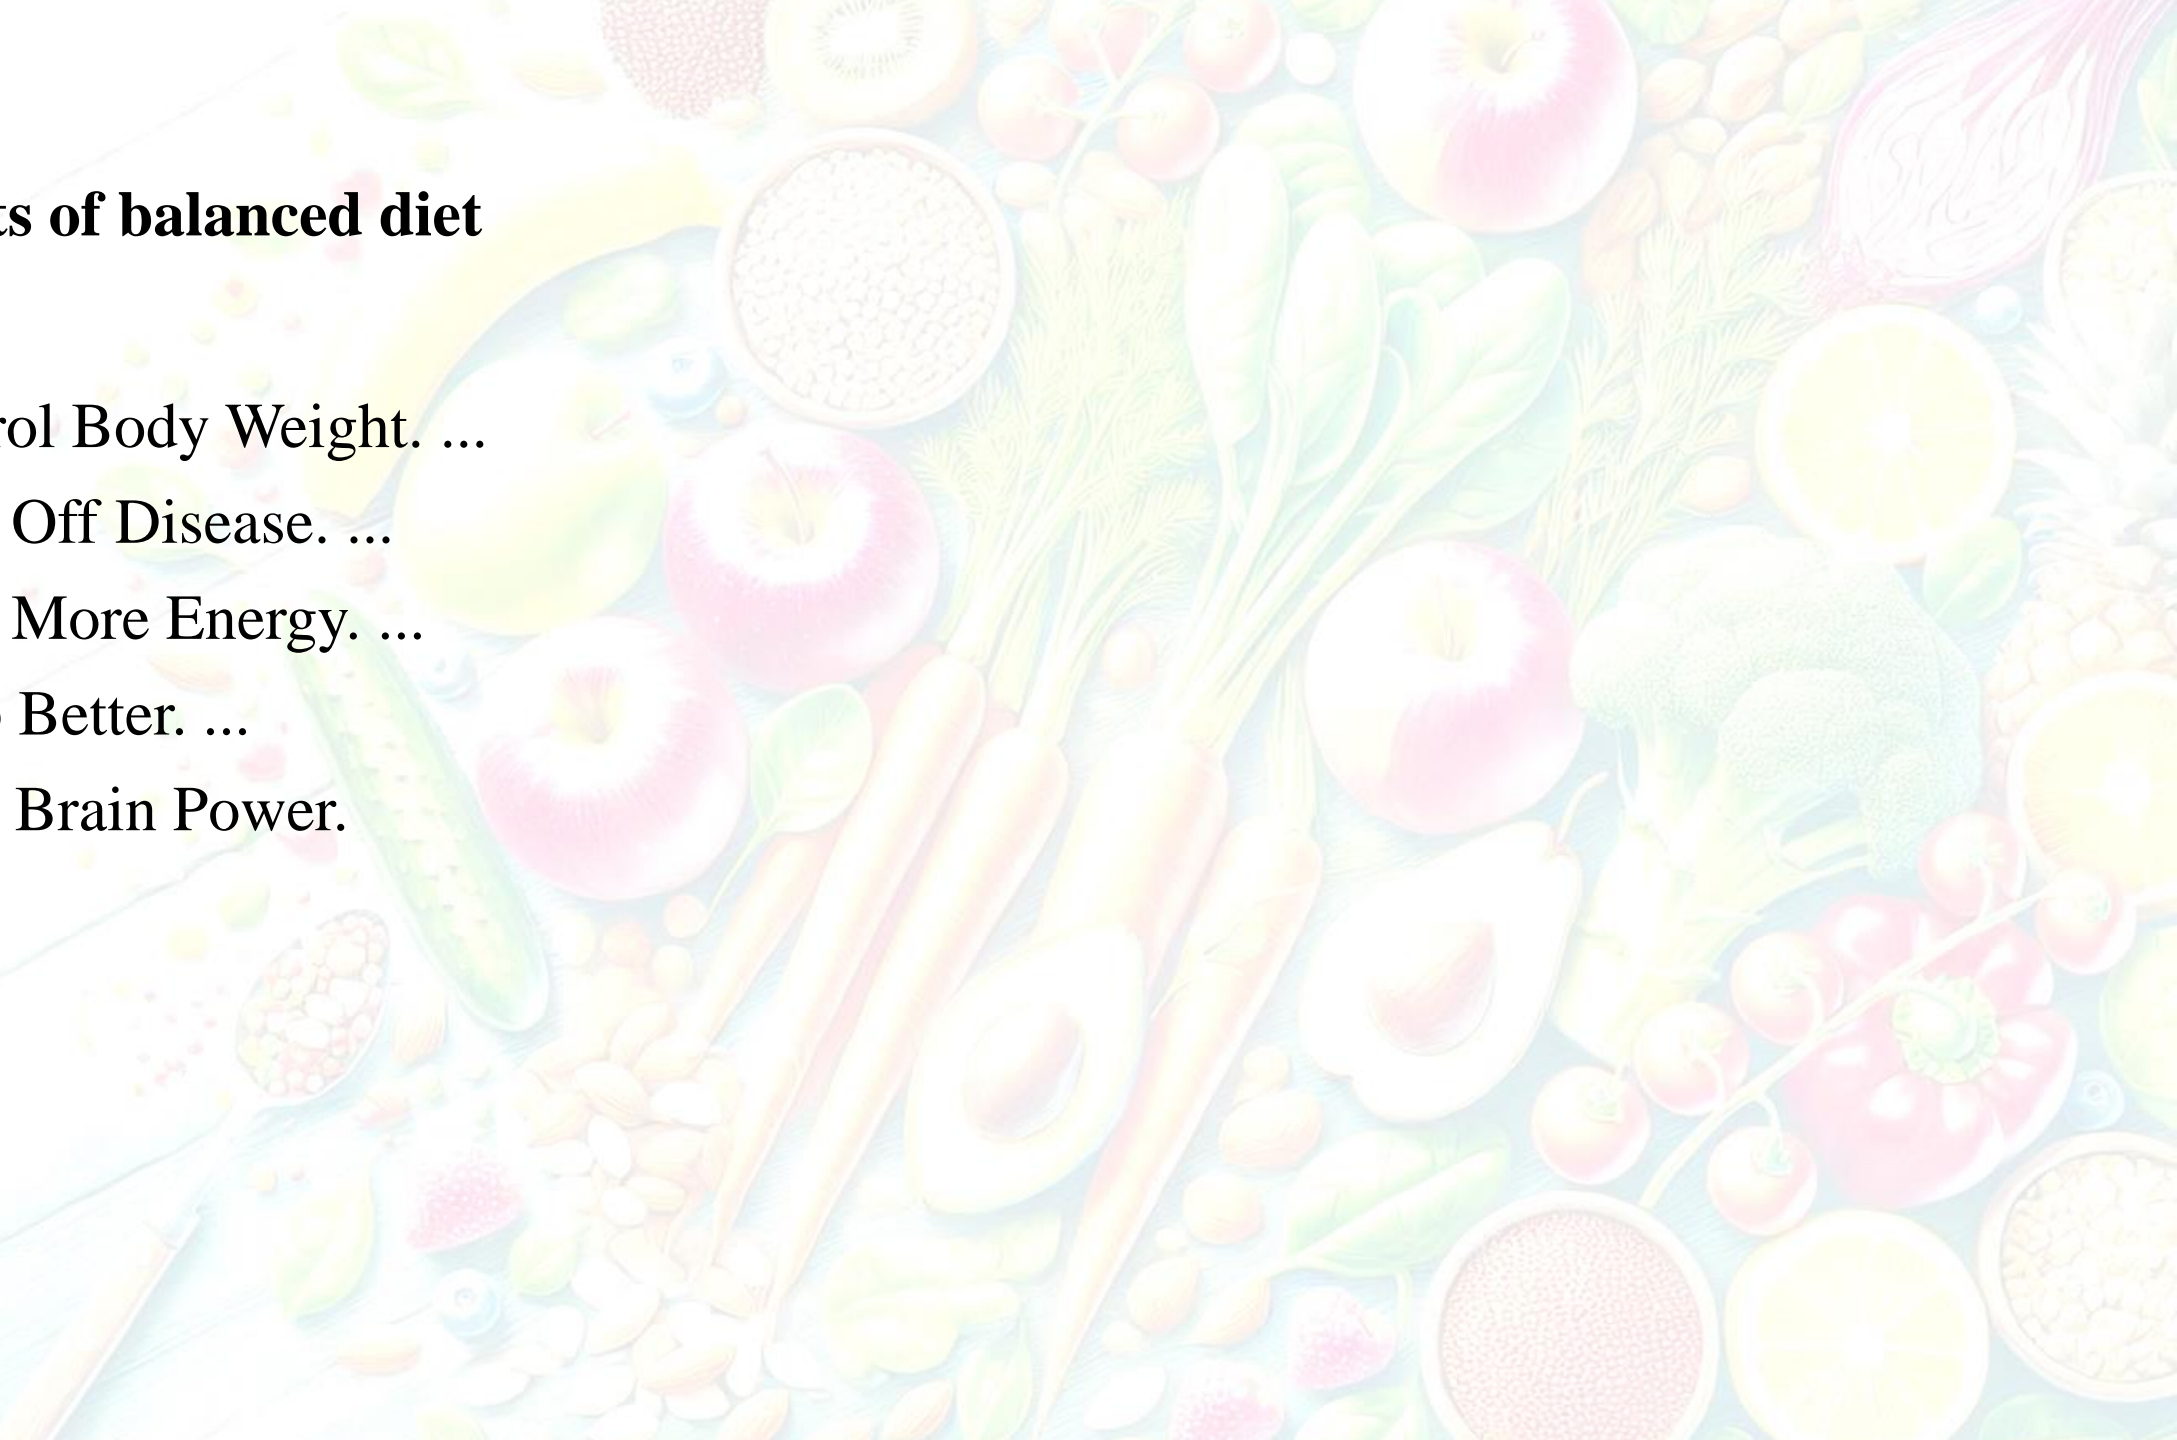 ts of balanced diet
rol Body Weight. ...
Off Disease. ...
More Energy. ...
Better. ...
Brain Power.